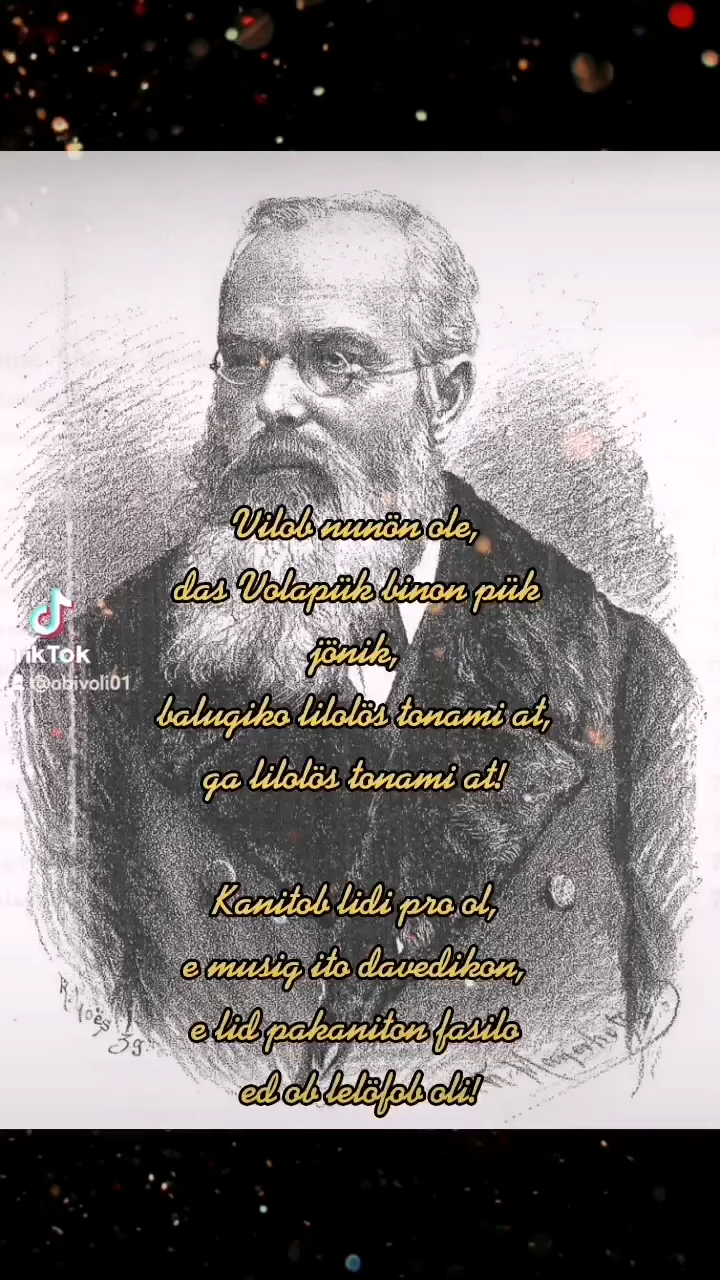 Vilob nunön ole,
das Volapük binon pük
jönik,
balugiko lilolös tonami at,
ga lilolös tonami at!
TikTok
@obivoli01
Kanitob lidi pro ol,
e musig ito davedikon,
e lid pakaniton fasilo
ed ob lelöfob oli!